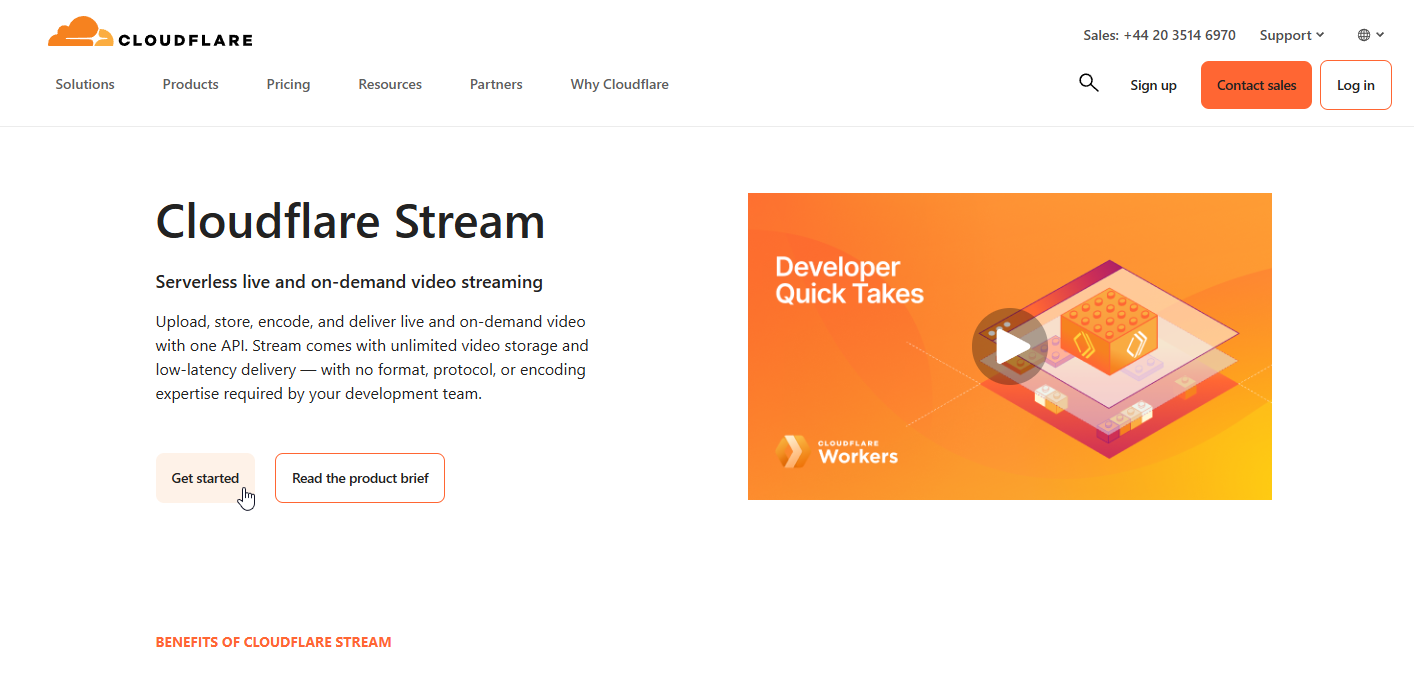 CLOUDFLARE
Sales: +44 20 3514 6970
Support
Solutions
Products
Pricing
Resources
Partners
Why Cloudflare
Sign up
Contact sales
Log in
Cloudflare Stream
Serverless live and on-demand video streaming
Upload, store, encode, and deliver live and on-demand video
with one API. Stream comes with unlimited video storage and
low-latency delivery — with no format, protocol, or encoding
expertise required by your development team.
Get started
Read the product brief
Developer
Quick Takes
CLOUDFLARE
Workers
BENEFITS OF CLOUDFLARE STREAM